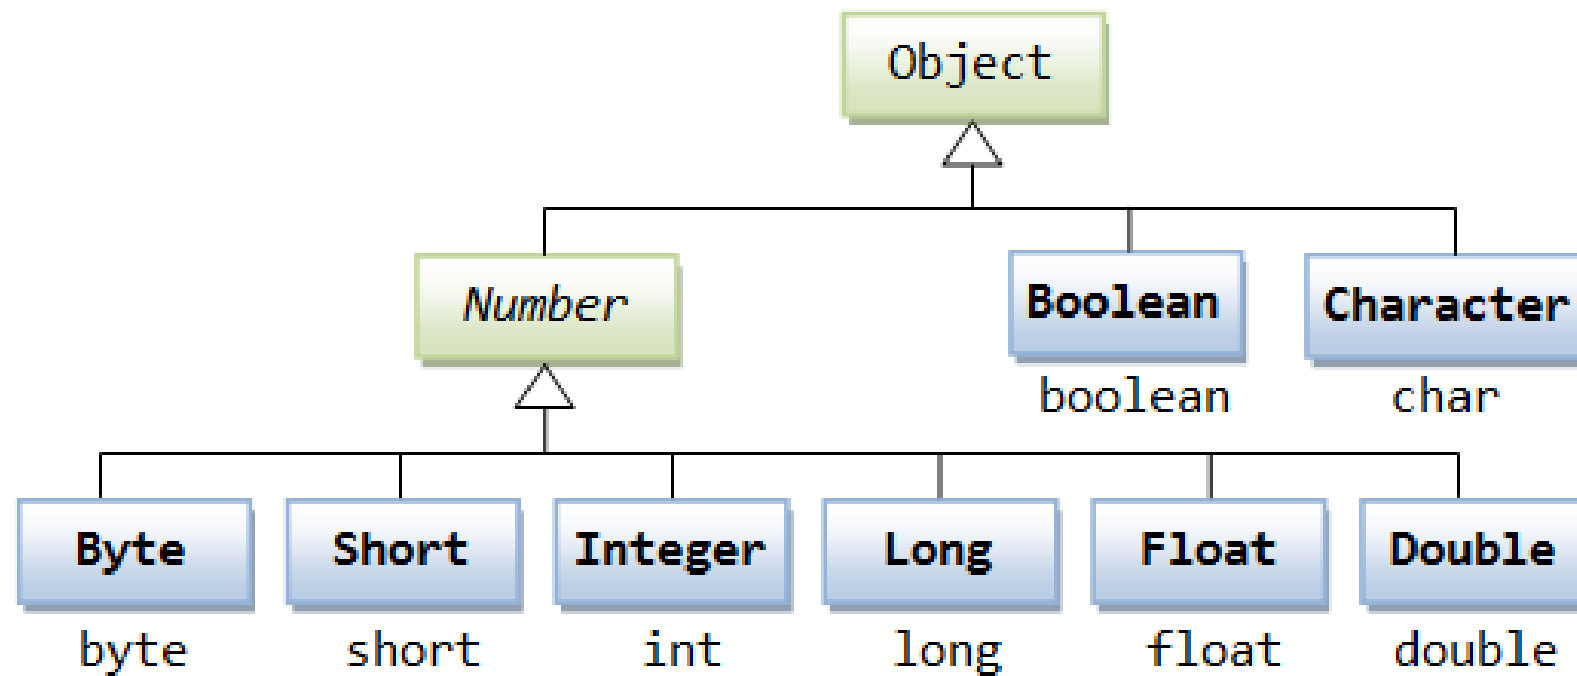 Object
Number
Boolean
Character
boolean
char
Byte
Short
Integer
Long
Float
Double
byte
short
int
long
float
double